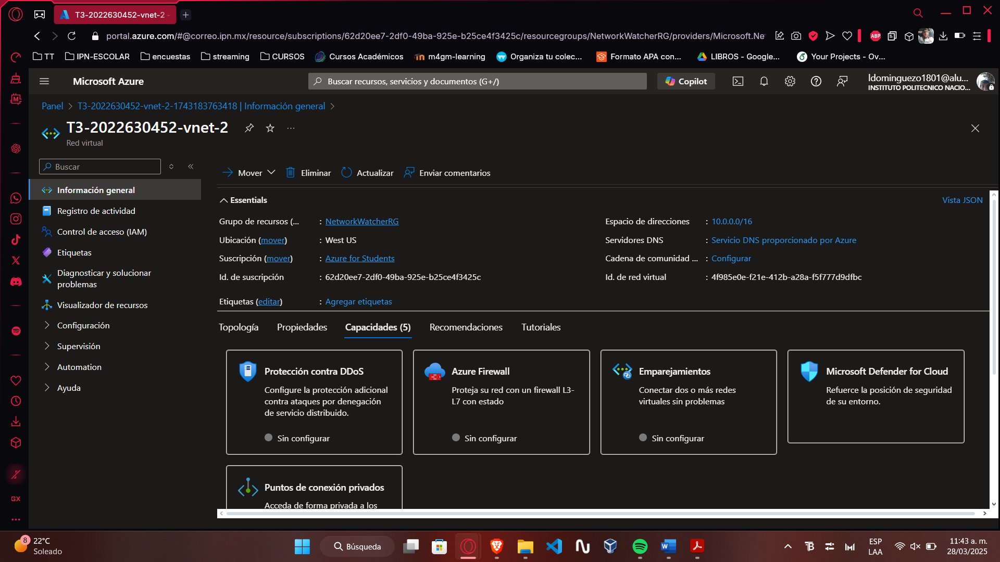 T3-2022630452-vnet-2 -
portal.azure.com/#@correo.ipn.mx/resource/subscriptions/62d20ee7-2df0-49ba-925e-b25ce4f3425c/resourcegroups/NetworkWatcherRG/providers/Microsoft.Ne
ABP
TT
IPN-ESCOLAR
encuestas
streaming
CURSOS
Cursos Académicos
m4gm-learning
Organiza tu colec...
Formato APA con...
LIBROS - Google...
Your Projects - Ov...
Microsoft Azure
Buscar recursos, servicios y documentos (G+/)
Copilot
ldominguezo1801@alu...
INSTITUTO POLITECNICO NACIO...
Panel > T3-2022630452-vnet-2-1743183763418 | Información general >
T3-2022630452-vnet-2
Red virtual
Buscar
Información general
Registro de actividad
Control de acceso (IAM)
Etiquetas
Diagnosticar y solucionar
problemas
Visualizador de recursos
Configuración
Supervisión
Automation
Ayuda
Mover
Eliminar
Actualizar
Enviar comentarios
Essentials
Vista JSON
Grupo de recursos (... : NetworkWatcherRG
Ubicación (mover) : West US
Suscripción (mover) : Azure for Students
Id. de suscripción : 62d20ee7-2df0-49ba-925e-b25ce4f3425c
Etiquetas (editar) : Agregar etiquetas
Espacio de direcciones : 10.0.0.0/16
Servidores DNS : Servicio DNS proporcionado por Azure
Cadena de comunidad ... : Configurar
Id. de red virtual : 4f985e0e-f21e-412b-a28a-f5f777d9dfbc
Topología
Propiedades
Capacidades (5)
Recomendaciones
Tutoriales
Protección contra DDoS
Configure la protección adicional
contra ataques por denegación
de servicio distribuido.
Sin configurar
Azure Firewall
Proteja su red con un firewall L3-
L7 con estado
Sin configurar
Emparejamientos
Conectar dos o más redes
virtuales sin problemas
Sin configurar
Microsoft Defender for Cloud
Refuerce la posición de seguridad
de su entorno.
Puntos de conexión privados
Acceda de forma privada a los
GX
8
22°C
Soleado
Búsqueda
ESP
LAA
11:43 a. m.
28/03/2025